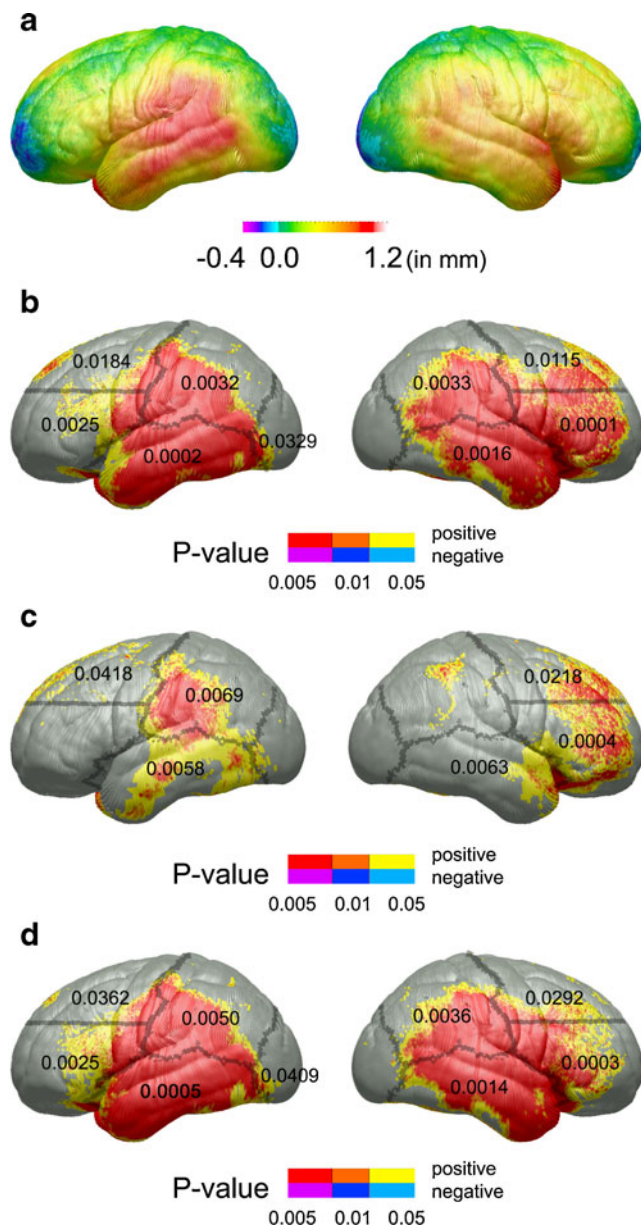 a
-0.4 0.0 1.2 (in mm)
b
0.0184 0.0032 0.0033 0.0115
0.0025 0.0001
0.0002 0.0329 0.0016
P-value positive
negative
0.005 0.01 0.05
c
0.0418 0.0069 0.0218
0.0004
0.0058 0.0063
P-value positive
negative
0.005 0.01 0.05
d
0.0362 0.0050 0.0036 0.0292
0.0025 0.0003
0.0005 0.0409 0.0014
P-value positive
negative
0.005 0.01 0.05